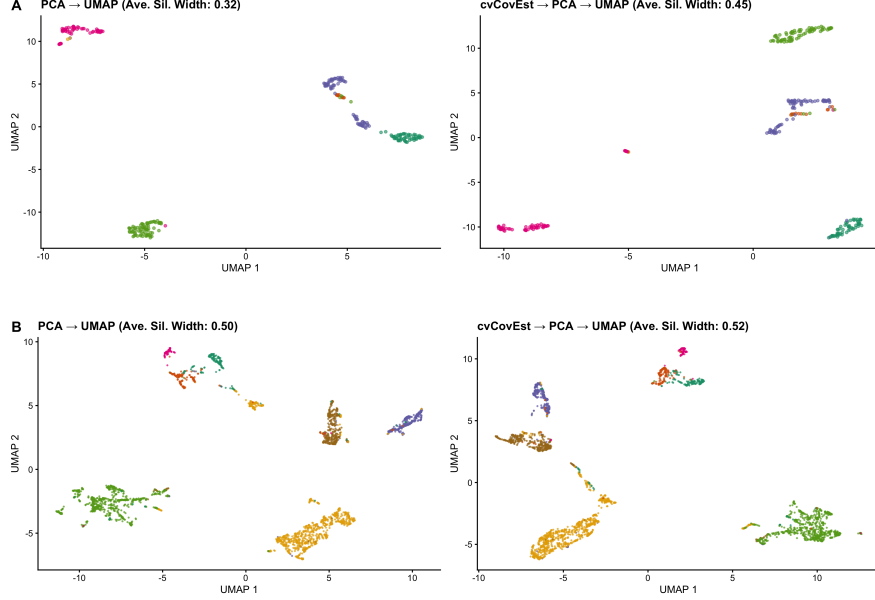 A
PCA → UMAP (Ave. Sil. Width: 0.32)
10
5
0
-5
-10
UMAP 2
-10
-5
0
5
UMAP 1
cvCovEst → PCA → UMAP (Ave. Sil. Width: 0.45)
10
5
0
-5
-10
UMAP 2
-10
-5
0
UMAP 1
B
PCA → UMAP (Ave. Sil. Width: 0.50)
10
5
0
-5
UMAP 2
-10
-5
0
5
10
UMAP 1
cvCovEst → PCA → UMAP (Ave. Sil. Width: 0.52)
10
5
0
-5
UMAP 2
-10
-5
0
5
10
UMAP 1